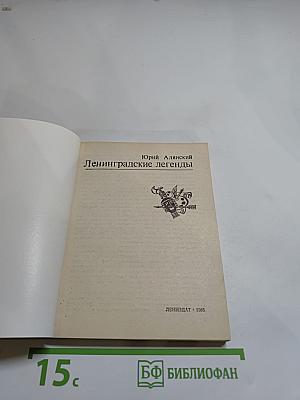 Юрий Алянский
Ленинградские легенды
ЛЕНИЗДАТ • 1985
15с
БФ БИБЛИОФАН